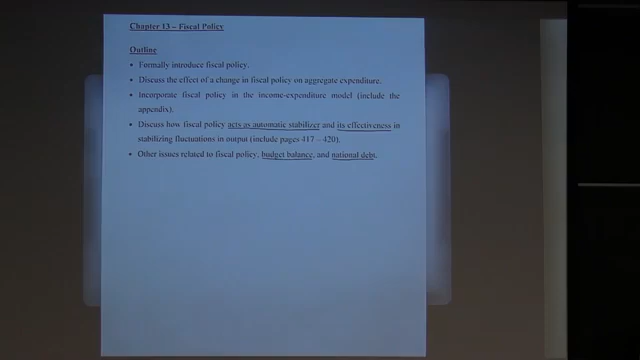 Chapter 13 – Fiscal Policy
Outline
• Formally introduce fiscal policy.
• Discuss the effect of a change in fiscal policy on aggregate expenditure.
• Incorporate fiscal policy in the income-expenditure model (include the
appendix).
• Discuss how fiscal policy acts as automatic stabilizer and its effectiveness in
stabilizing fluctuations in output (include pages 417 – 420).
• Other issues related to fiscal policy, budget balance, and national debt.